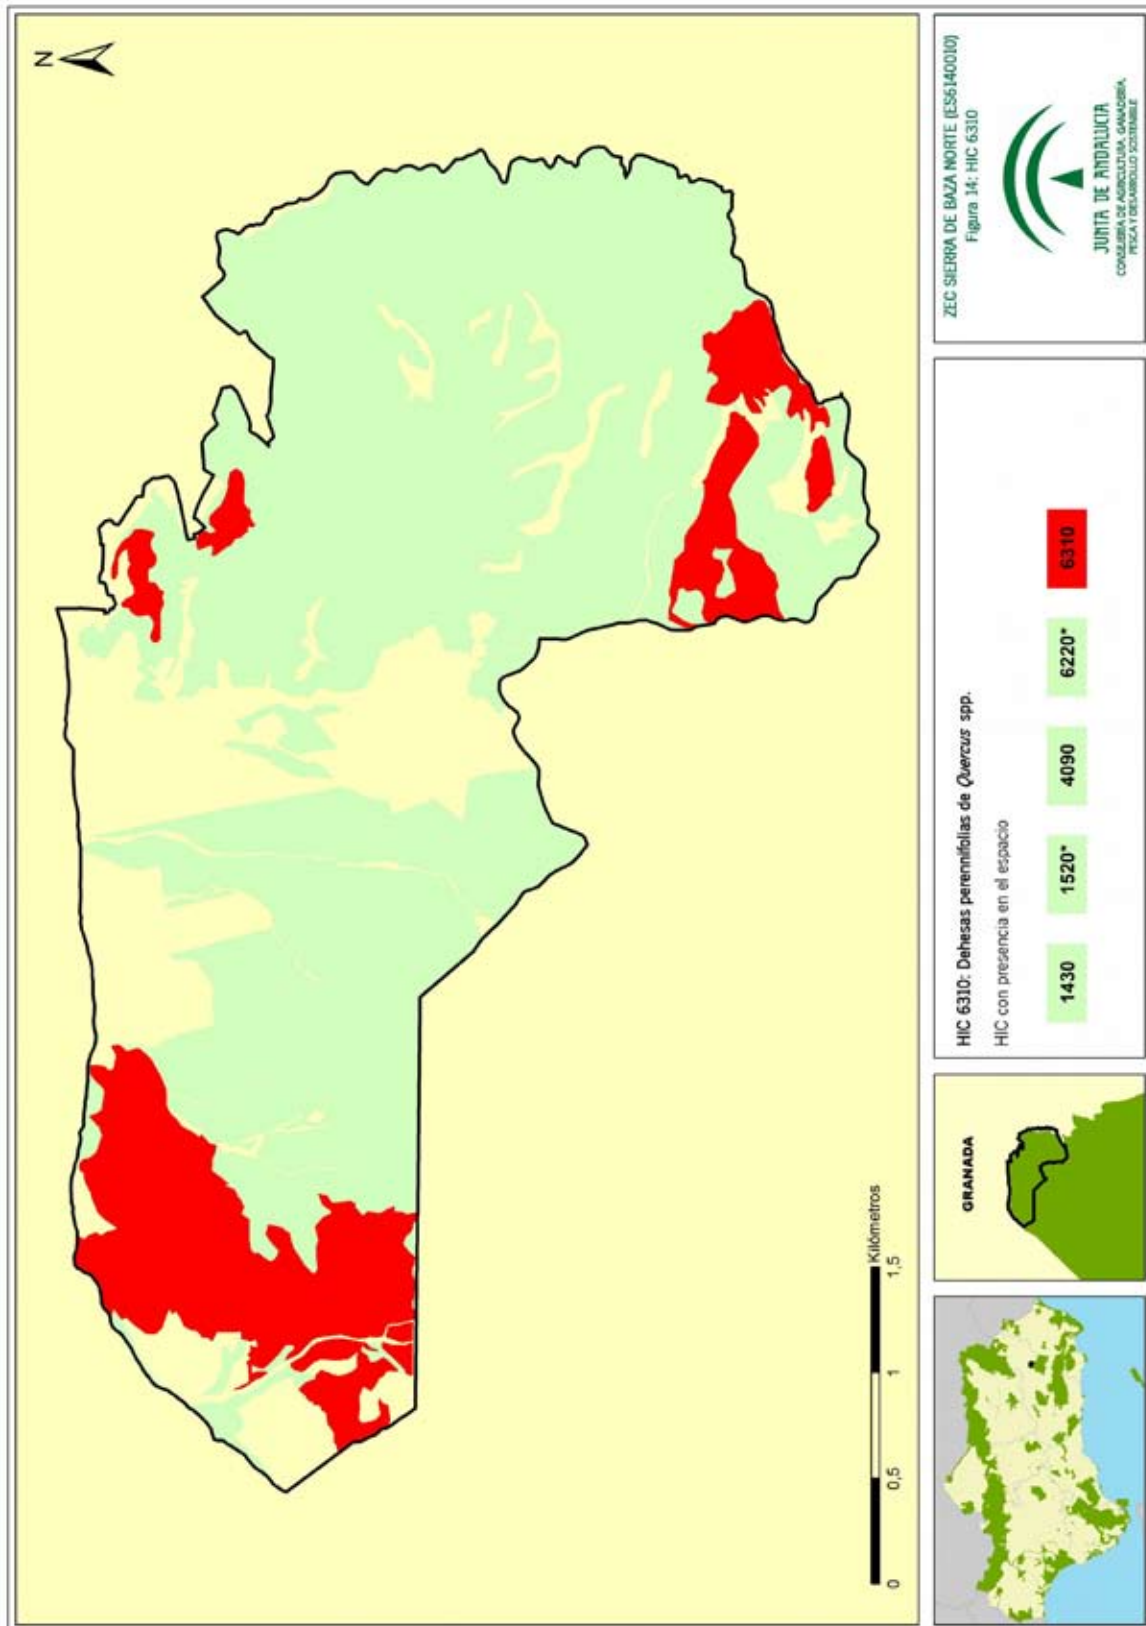 N
Kilómetros
0
0,5
1
1,5
GRANADA
HIC 6310: Dehesas perennifolias de Quercus spp.
HIC con presencia en el espacio
1430
1520*
4090
6220*
6310
ZEC SIERRA DE BAZA NORTE (ES6140010)
Figura 14: HIC 6310
JUNTA DE ANDALUCIA
CONSEJERÍA DE AGRICULTURA, GANADERÍA,
PESCA Y DESARROLLO SOSTENIBLE